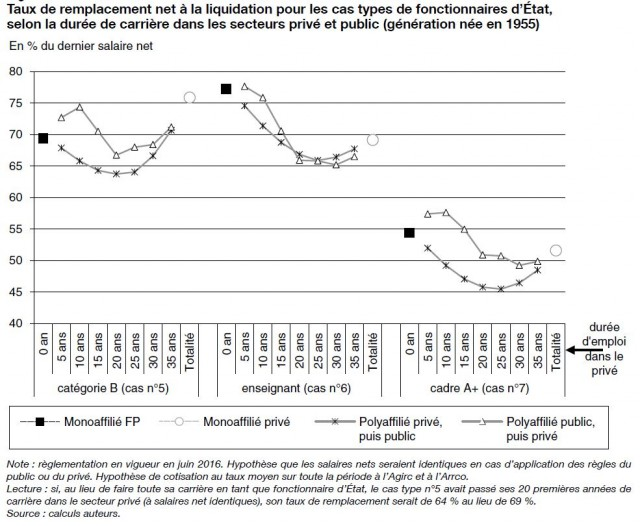 Taux de remplacement net à la liquidation pour les cas types de fonctionnaires d'État,
selon la durée de carrière dans les secteurs privé et public (génération née en 1955)
En % du dernier salaire net
80
75
70
65
60
55
50
45
40
0 an
5 ans
10 ans
15 ans
20 ans
25 ans
30 ans
35 ans
Totalité
0 an
5 ans
10 ans
15 ans
20 ans
25 ans
30 ans
35 ans
Totalité
0 an
5 ans
10 ans
15 ans
20 ans
25 ans
30 ans
35 ans
Totalité
durée
d'emploi
dans le
privé
catégorie B (cas n°5)
enseignant (cas n°6)
cadre A+ (cas n°7)
Monoaffilié FP
Monoaffilié privé
Polyaffilié privé,
puis public
Polyaffilié public,
puis privé
Note : règlementation en vigueur en juin 2016. Hypothèse que les salaires nets seraient identiques en cas d'application des règles du
public ou du privé. Hypothèse de cotisation au taux moyen sur toute la période à l'Agirc et à l'Arrco.
Lecture : si, au lieu de faire toute sa carrière en tant que fonctionnaire d'État, le cas type n°5 avait passé ses 20 premières années de
carrière dans le secteur privé (à salaires net identiques), son taux de remplacement serait de 64 % au lieu de 69 %.
Source : calculs auteurs.